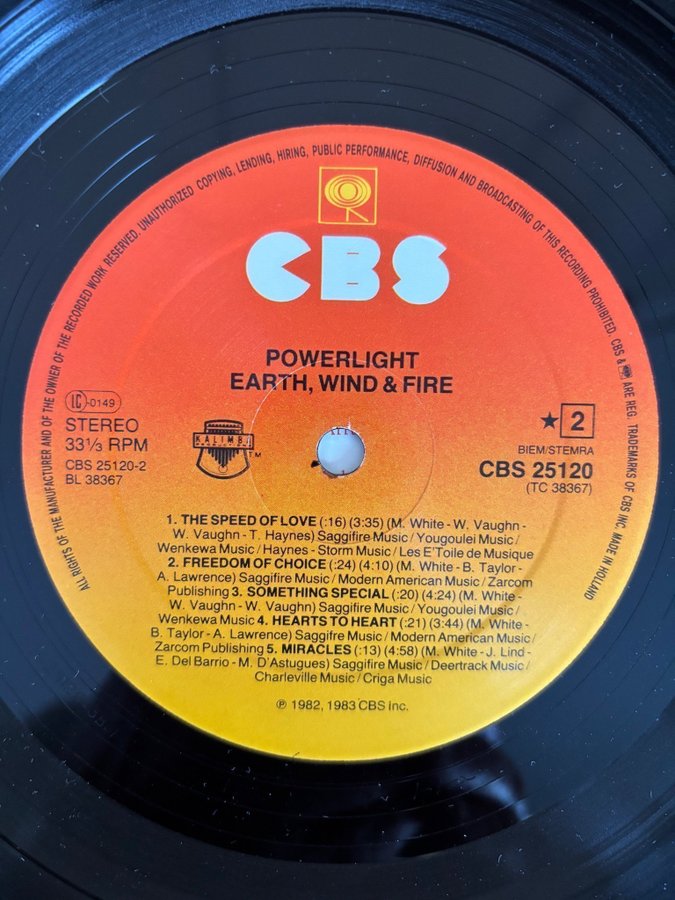 ALL RIGHTS OF THE MANUFACTURER AND OF THE OWNER OF THE RECORDED WORK RESERVED. UNAUTHORIZED COPYING, LENDING, HIRING, PUBLIC PERFORMANCE, DIFFUSION AND BROADCASTING OF THIS RECORDING PROHIBITED. CBS & ARE REG. TRADEMARKS OF CBS INC. MADE IN HOLLAND
CBS
POWERLIGHT
EARTH, WIND & FIRE
LC-0149
STEREO
33⅓ RPM
CBS 25120-2
BL 38367
KALIMBA
TM
★ 2
BIEM/STEMRA
CBS 25120
(TC 38367)
1. THE SPEED OF LOVE (:16) (3:35) (M. White - W. Vaughn -
W. Vaughn - T. Haynes) Saggifire Music / Yougoulei Music /
Wenkewa Music / Haynes - Storm Music / Les E'Toile de Musique
2. FREEDOM OF CHOICE (:24) (4:10) (M. White - B. Taylor -
A. Lawrence) Saggifire Music / Modern American Music / Zarcom
Publishing 3. SOMETHING SPECIAL (:20) (4:24) (M. White -
W. Vaughn - W. Vaughn) Saggifire Music / Yougoulei Music /
Wenkewa Music 4. HEARTS TO HEART (:21) (3:44) (M. White -
B. Taylor - A. Lawrence) Saggifre Music / Modern American Music /
Zarcom Publishing 5. MIRACLES (:13) (4:58) (M. White - J. Lind -
E. Del Barrio - M. D'Astugues) Saggifire Music / Deertrack Music /
Charleville Music / Criga Music
℗ 1982, 1983 CBS inc.